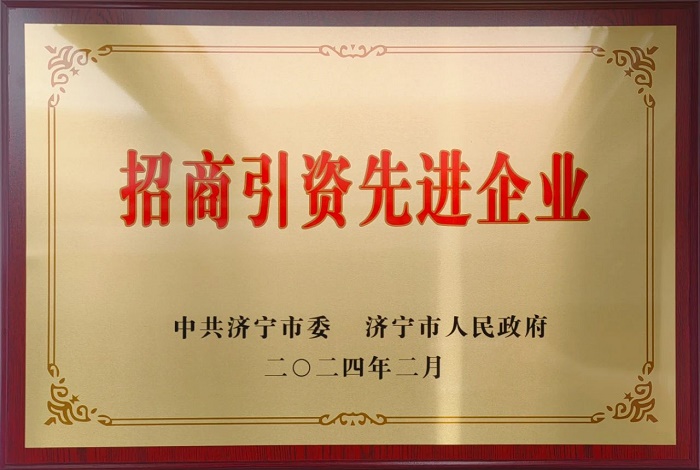 招商引资先进企业
中共济宁市委 济宁市人民政府
二〇二四年二月